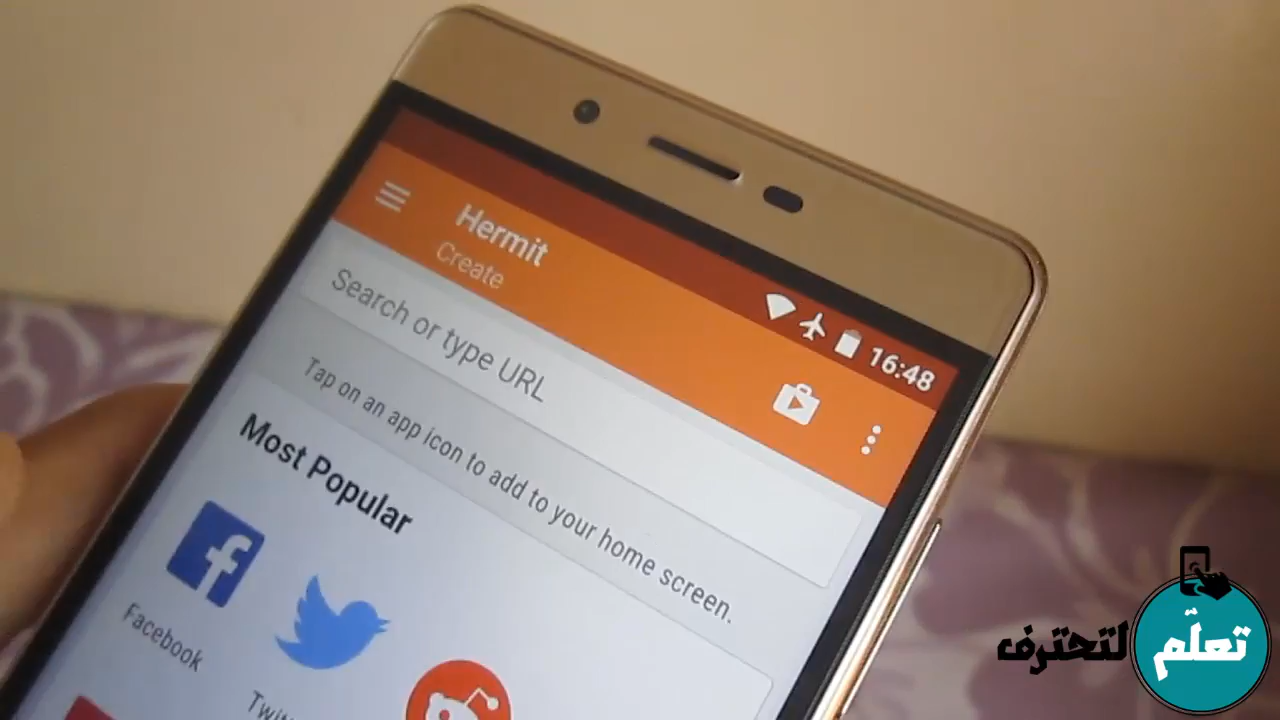 16:48
Hermit
Create
Search or type URL
Tap on an app icon to add to your home screen.
Most Popular
Facebook
تعلّم لتحترف